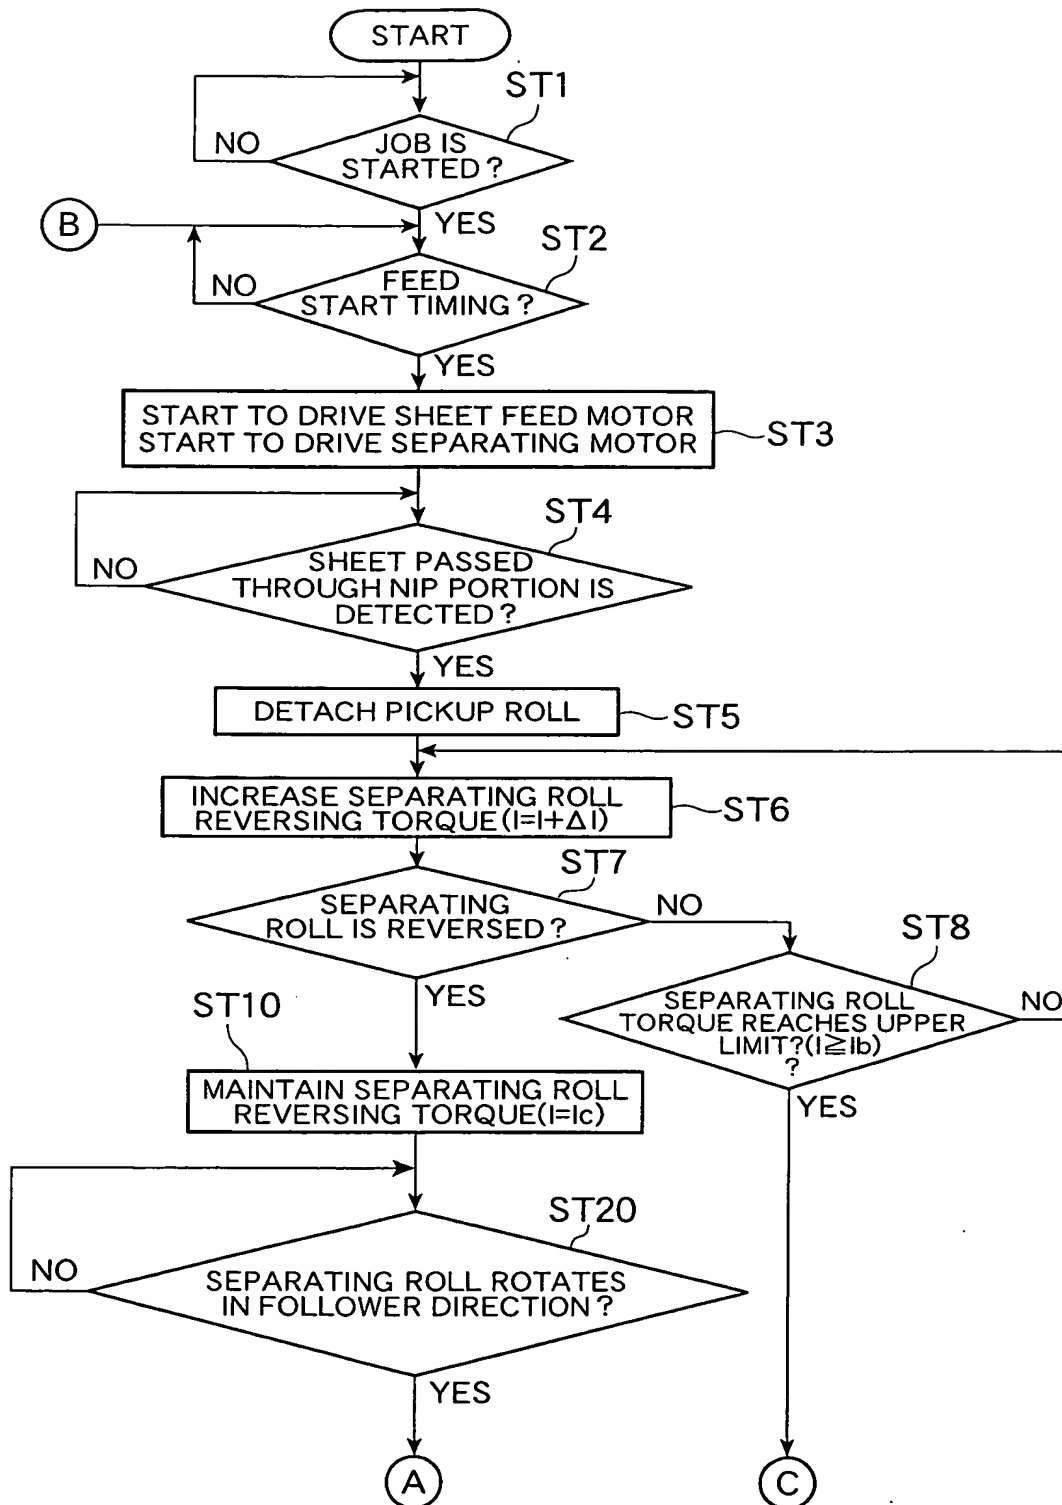 START
ST1
NO
JOB IS
STARTED?
B
YES
ST2
NO
FEED
START TIMING?
YES
START TO DRIVE SHEET FEED MOTOR
START TO DRIVE SEPARATING MOTOR
ST3
ST4
NO
SHEET PASSED
THROUGH NIP PORTION IS
DETECTED?
YES
DETACH PICKUP ROLL
ST5
INCREASE SEPARATING ROLL
REVERSING TORQUE(I=I+ΔI)
ST6
ST7
SEPARATING
ROLL IS REVERSED?
NO
ST8
YES
SEPARATING ROLL
TORQUE REACHES UPPER
LIMIT?(I≧Ib)
?
NO
YES
ST10
MAINTAIN SEPARATING ROLL
REVERSING TORQUE(I=Ic)
ST20
NO
SEPARATING ROLL ROTATES
IN FOLLOWER DIRECTION?
YES
A
C